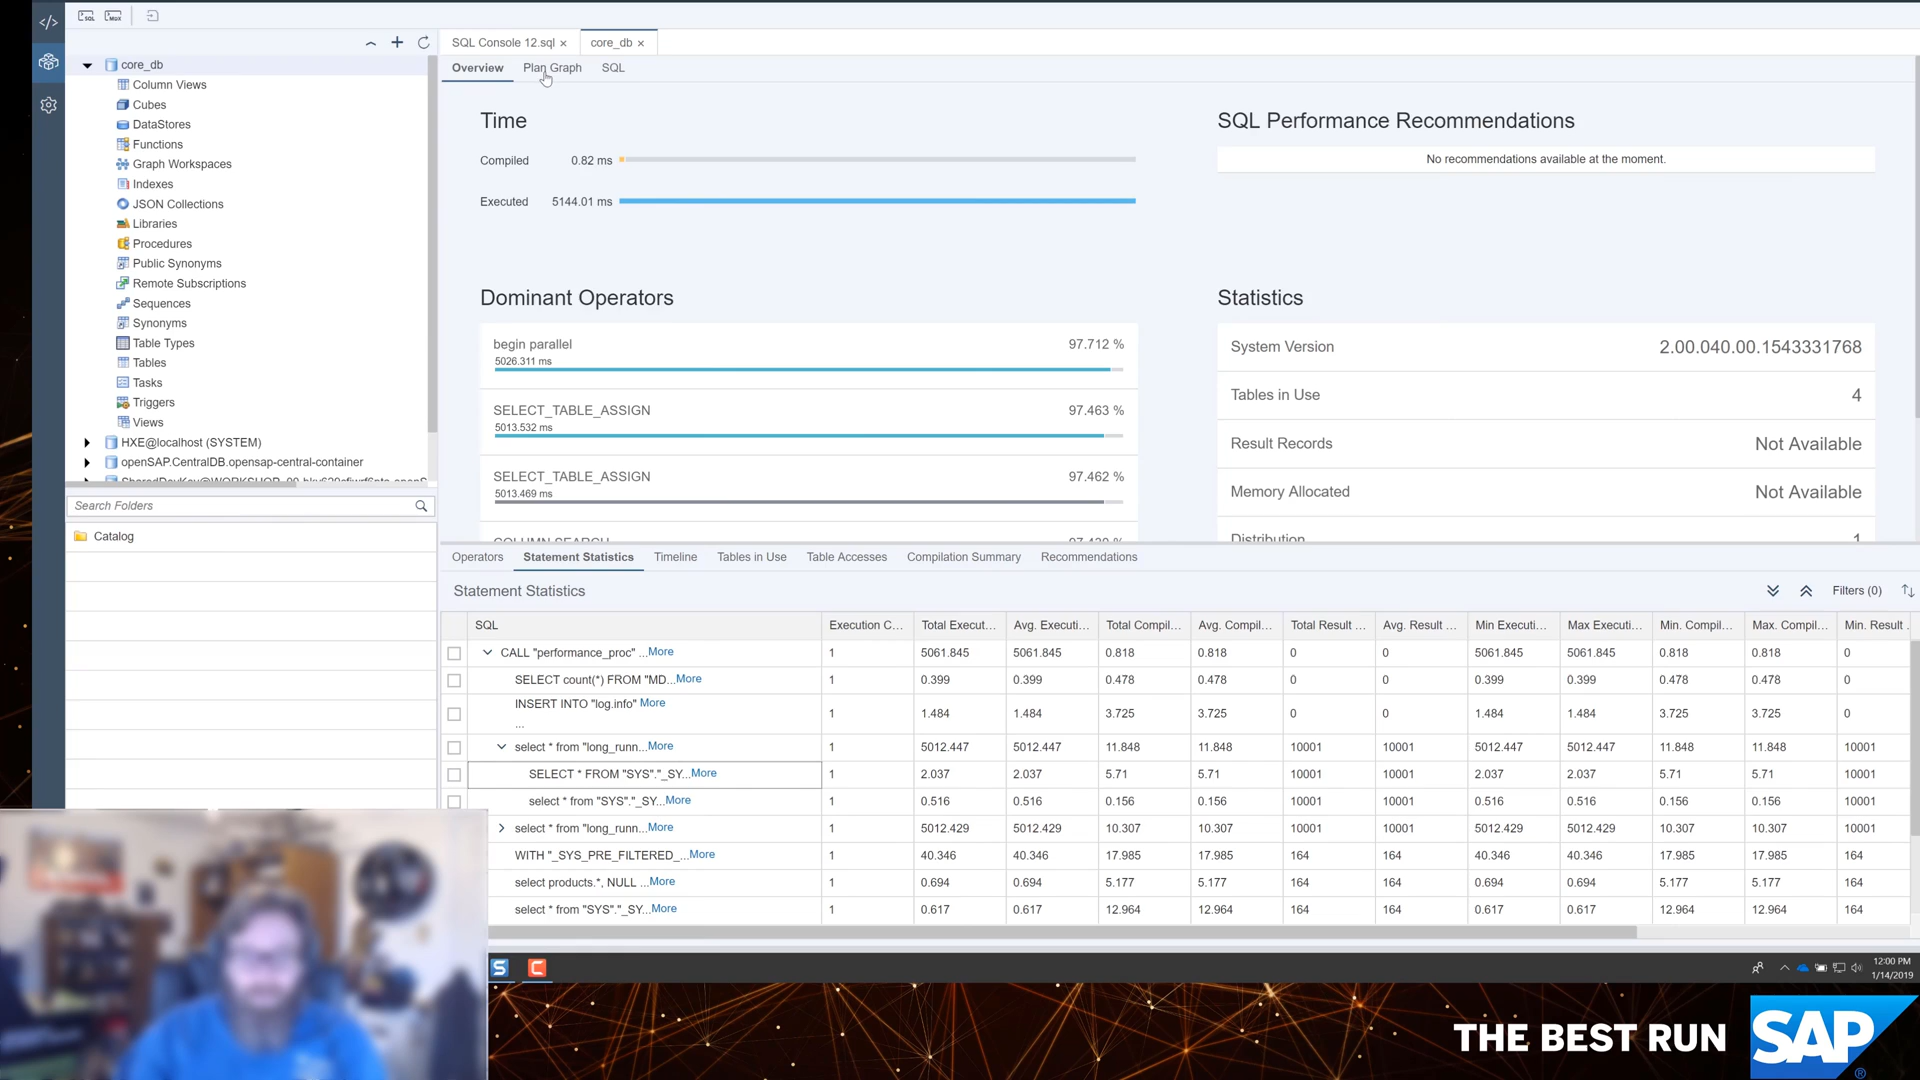 SQL
MDX
core_db
Column Views
Cubes
DataStores
Functions
Graph Workspaces
Indexes
JSON Collections
Libraries
Procedures
Public Synonyms
Remote Subscriptions
Sequences
Synonyms
Table Types
Tables
Tasks
Triggers
Views
HXE@localhost (SYSTEM)
openSAP.CentralDB.opensap-central-container
Search Folders
Catalog
SQL Console 12.sql × core_db ×
Overview Plan Graph SQL
Time
Compiled 0.82 ms
Executed 5144.01 ms
SQL Performance Recommendations
No recommendations available at the moment.
Dominant Operators
begin parallel 97.712 %
5026.311 ms
SELECT_TABLE_ASSIGN 97.463 %
5013.532 ms
SELECT_TABLE_ASSIGN 97.462 %
5013.469 ms
COLUMN SEARCH
Statistics
System Version 2.00.040.00.1543331768
Tables in Use 4
Result Records Not Available
Memory Allocated Not Available
Distribution 1
Operators Statement Statistics Timeline Tables in Use Table Accesses Compilation Summary Recommendations
Statement Statistics Filters (0)
SQL Execution C... Total Execut... Avg. Executi... Total Compil... Avg. Compil... Total Result ... Avg. Result ... Min Executi... Max Executi... Min. Compil... Max. Compil... Min. Result
CALL "performance_proc" ...More 1 5061.845 5061.845 0.818 0.818 0 0 5061.845 5061.845 0.818 0.818 0
SELECT count(*) FROM "MD...More 1 0.399 0.399 0.478 0.478 0 0 0.399 0.399 0.478 0.478 0
INSERT INTO "log.info" More
... 1 1.484 1.484 3.725 3.725 0 0 1.484 1.484 3.725 3.725 0
select * from "long_runn...More 1 5012.447 5012.447 11.848 11.848 10001 10001 5012.447 5012.447 11.848 11.848 10001
SELECT * FROM "SYS"."_SY...More 1 2.037 2.037 5.71 5.71 10001 10001 2.037 2.037 5.71 5.71 10001
select * from "SYS"."_SY...More 1 0.516 0.516 0.156 0.156 10001 10001 0.516 0.516 0.156 0.156 10001
select * from "long_runn...More 1 5012.429 5012.429 10.307 10.307 10001 10001 5012.429 5012.429 10.307 10.307 10001
WITH "_SYS_PRE_FILTERED_...More 1 40.346 40.346 17.985 17.985 164 164 40.346 40.346 17.985 17.985 164
select products.*, NULL ...More 1 0.694 0.694 5.177 5.177 164 164 0.694 0.694 5.177 5.177 164
select * from "SYS"."_SY...More 1 0.617 0.617 12.964 12.964 164 164 0.617 0.617 12.964 12.964 164
S C
12:00 PM
1/14/2019
THE BEST RUN SAP®